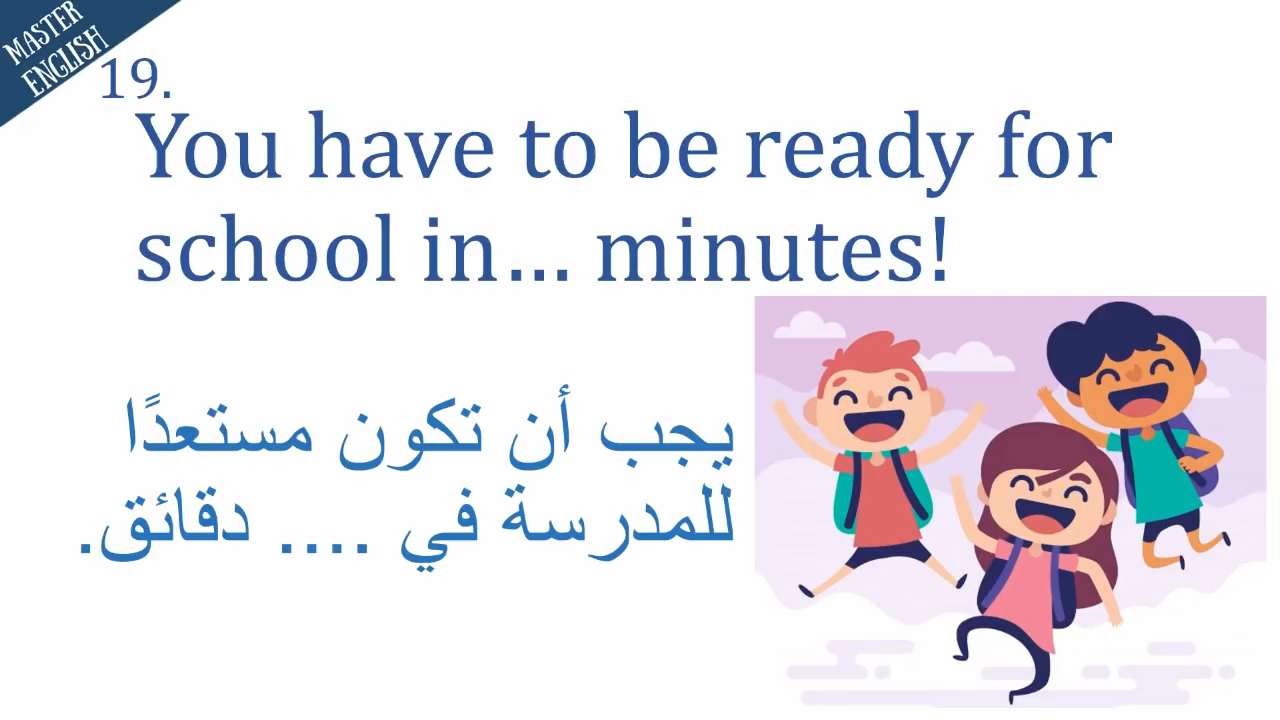 MASTER
ENGLISH
19.
You have to be ready for
school in… minutes!
يجب أن تكون مستعدًا
للمدرسة في .... دقائق.